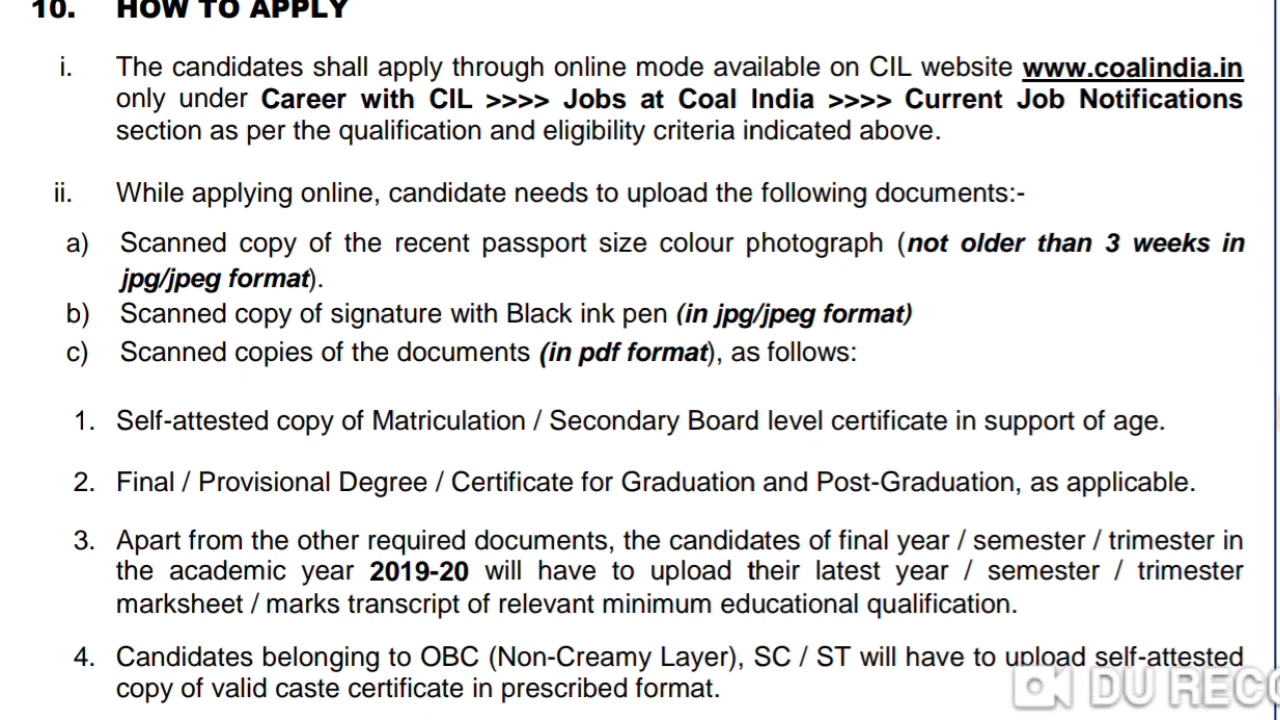 10. HOW TO APPLY
i. The candidates shall apply through online mode available on CIL website www.coalindia.in
only under Career with CIL >>>> Jobs at Coal India >>>> Current Job Notifications
section as per the qualification and eligibility criteria indicated above.
ii. While applying online, candidate needs to upload the following documents:-
a) Scanned copy of the recent passport size colour photograph (not older than 3 weeks in
jpg/jpeg format).
b) Scanned copy of signature with Black ink pen (in jpg/jpeg format)
c) Scanned copies of the documents (in pdf format), as follows:
1. Self-attested copy of Matriculation / Secondary Board level certificate in support of age.
2. Final / Provisional Degree / Certificate for Graduation and Post-Graduation, as applicable.
3. Apart from the other required documents, the candidates of final year / semester / trimester in
the academic year 2019-20 will have to upload their latest year / semester / trimester
marksheet / marks transcript of relevant minimum educational qualification.
4. Candidates belonging to OBC (Non-Creamy Layer), SC / ST will have to upload self-attested
copy of valid caste certificate in prescribed format.
DU REC